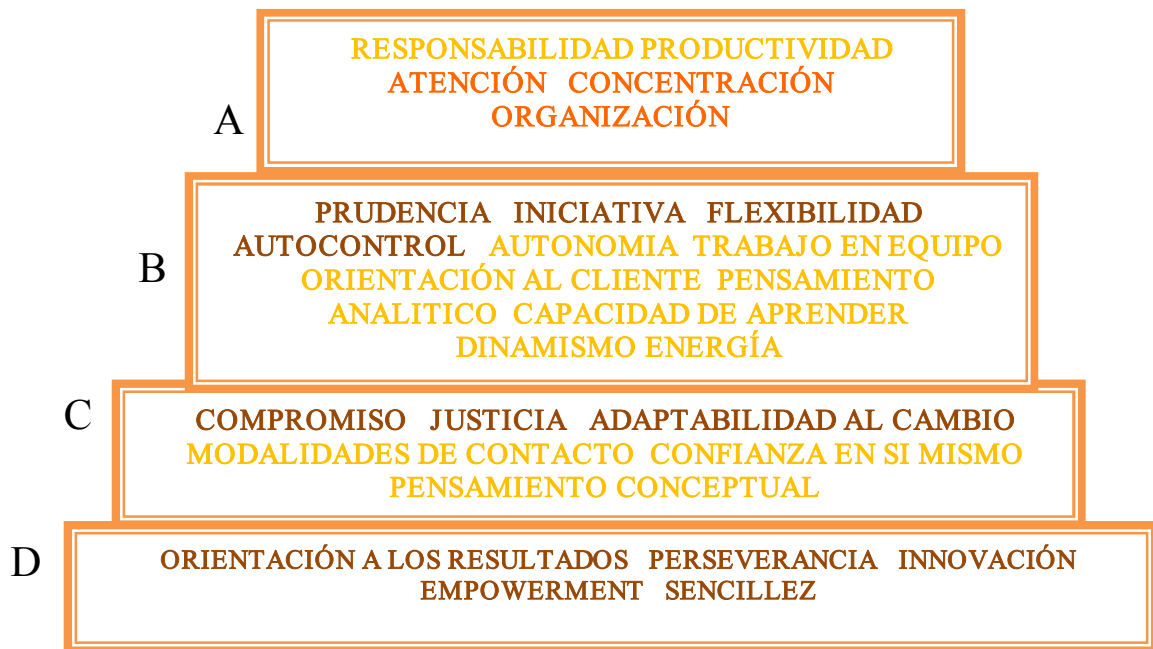 RESPONSABILIDAD PRODUCTIVIDAD
ATENCIÓN CONCENTRACIÓN
ORGANIZACIÓN
A
PRUDENCIA INICIATIVA FLEXIBILIDAD
AUTOCONTROL AUTONOMIA TRABAJO EN EQUIPO
ORIENTACIÓN AL CLIENTE PENSAMIENTO
ANALITICO CAPACIDAD DE APRENDER
DINAMISMO ENERGÍA
B
COMPROMISO JUSTICIA ADAPTABILIDAD AL CAMBIO
MODALIDADES DE CONTACTO CONFIANZA EN SI MISMO
PENSAMIENTO CONCEPTUAL
C
ORIENTACIÓN A LOS RESULTADOS PERSEVERANCIA INNOVACIÓN
EMPOWERMENT SENCILLEZ
D